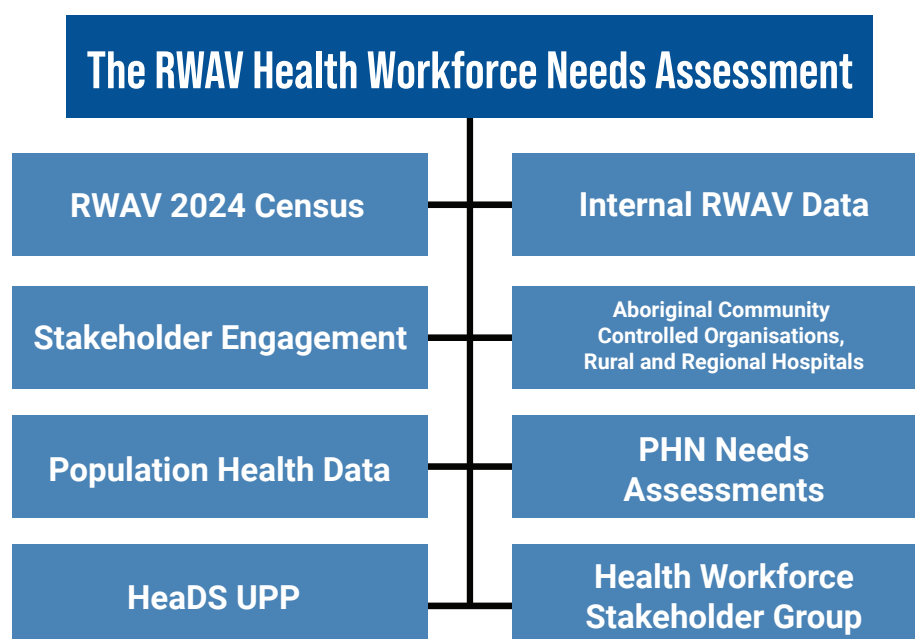 The RWAV Health Workforce Needs Assessment
RWAV 2024 Census
Internal RWAV Data
Stakeholder Engagement
Aboriginal Community
Controlled Organisations,
Rural and Regional Hospitals
Population Health Data
PHN Needs
Assessments
HeaDS UPP
Health Workforce
Stakeholder Group